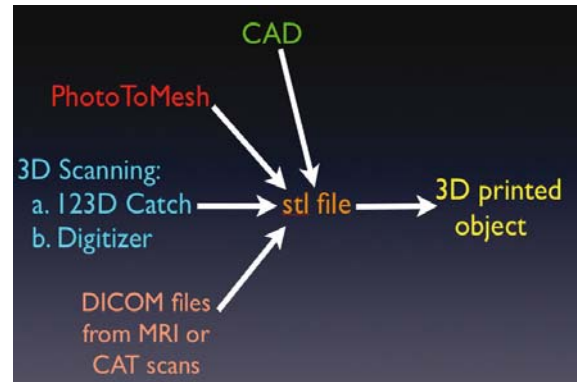 CAD
PhotoToMesh
3D Scanning:
a. 123D Catch
b. Digitizer
stl file
3D printed
object
DICOM files
from MRI or
CAT scans